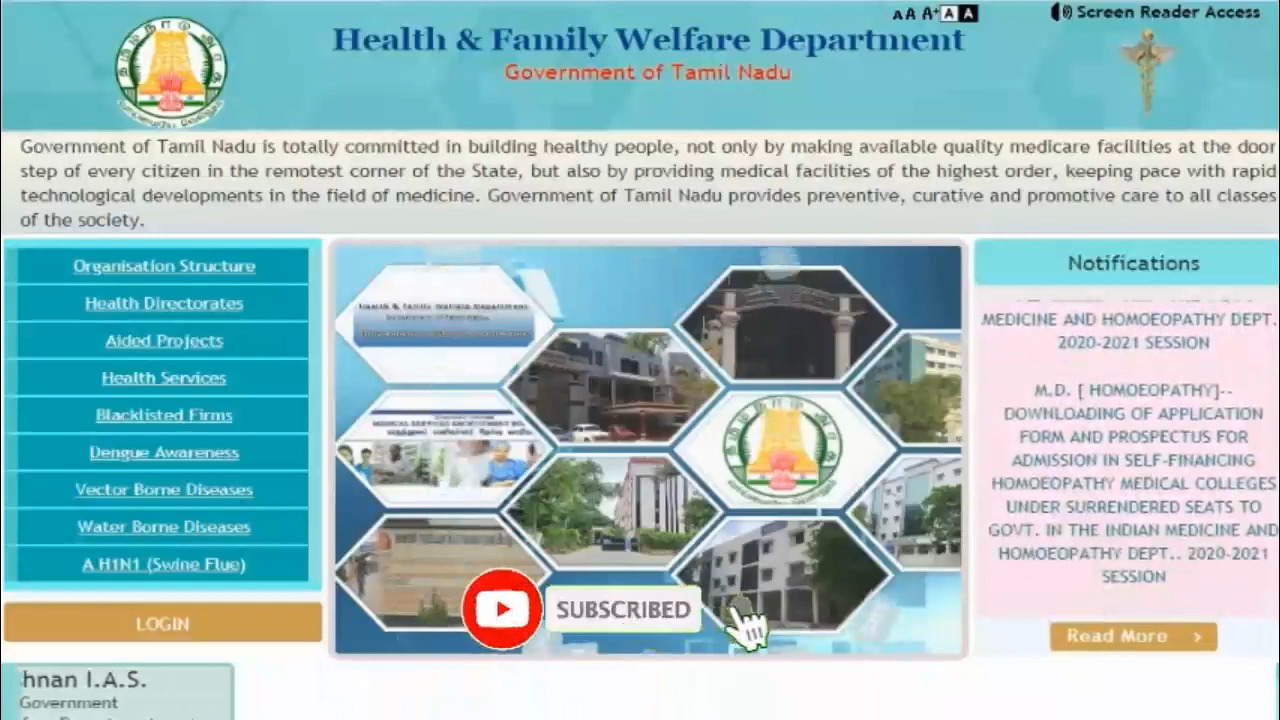 AA A+ A A
Screen Reader Access
Health & Family Welfare Department
Government of Tamil Nadu
Government of Tamil Nadu is totally committed in building healthy people, not only by making available quality medicare facilities at the door
step of every citizen in the remotest corner of the State, but also by providing medical facilities of the highest order, keeping pace with rapid
technological developments in the field of medicine. Government of Tamil Nadu provides preventive, curative and promotive care to all classes
of the society.
Organisation Structure
Health Directorates
Aided Projects
Health Services
Blacklisted Firms
Dengue Awareness
Vector Borne Diseases
Water Borne Diseases
A H1N1 (Swine Flue)
LOGIN
hnan I.A.S.
Government
Health & Family Welfare Department
SUBSCRIBED
Notifications
MEDICINE AND HOMOEOPATHY DEPT.
2020-2021 SESSION
M.D. [ HOMOEOPATHY]--
DOWNLOADING OF APPLICATION
FORM AND PROSPECTUS FOR
ADMISSION IN SELF-FINANCING
HOMOEOPATHY MEDICAL COLLEGES
UNDER SURRENDERED SEATS TO
GOVT. IN THE INDIAN MEDICINE AND
HOMOEOPATHY DEPT.. 2020-2021
SESSION
Read More >